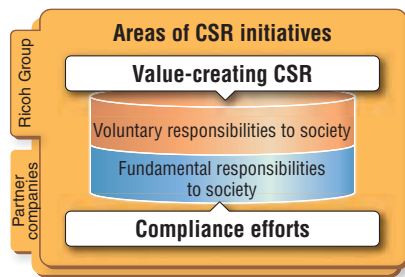 Areas of CSR initiatives
Ricoh Group
Value-creating CSR
Voluntary responsibilities to society
Fundamental responsibilities
to society
Partner
companies
Compliance efforts